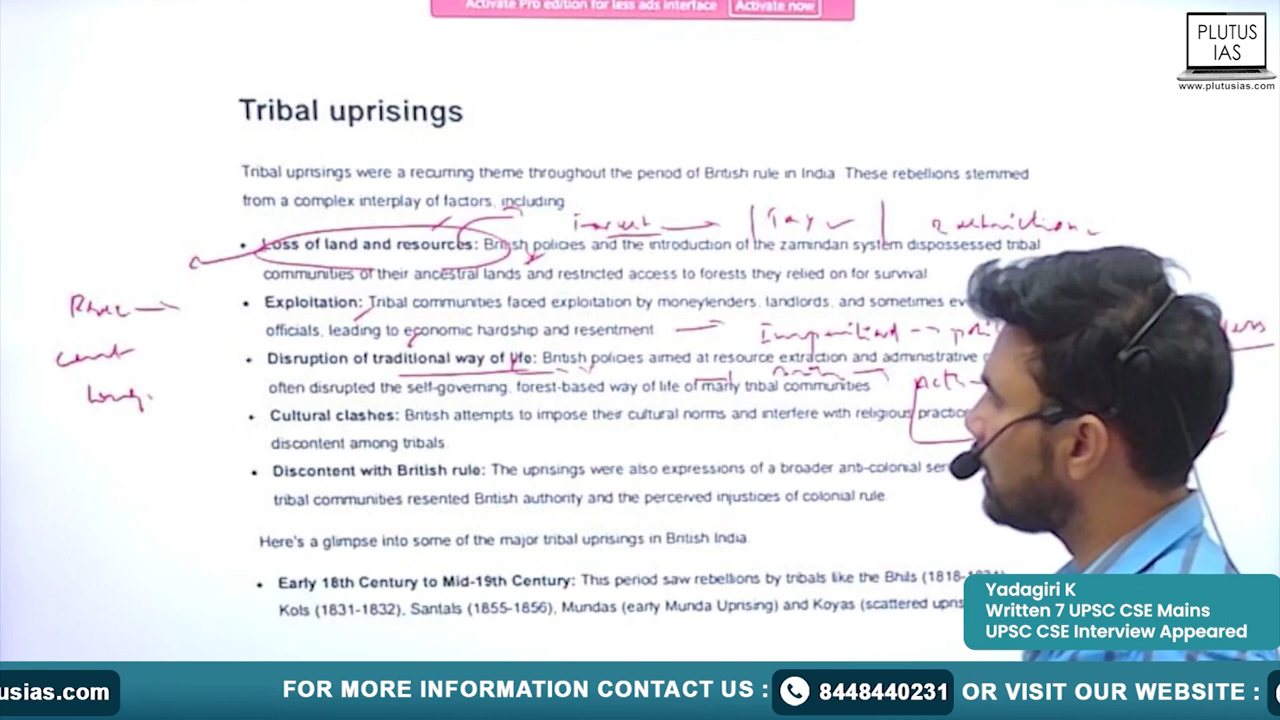 Activate Pro edition for less ads interface Activate now
PLUTUS
IAS
www.plutusias.com
Tribal uprisings
Tribal uprisings were a recurring theme throughout the period of British rule in India. These rebellions stemmed
from a complex interplay of factors, including
Tax
• Loss of land and resources: British policies and the introduction of the zamindari system dispossessed tribal
communities of their ancestral lands and restricted access to forests they relied on for survival
• Exploitation: Tribal communities faced exploitation by moneylenders, landlords, and sometimes
officials, leading to economic hardship and resentment
• Disruption of traditional way of life: British policies aimed at resource extraction and administrative
often disrupted the self-governing, forest-based way of life of many tribal communities
• Cultural clashes: British attempts to impose their cultural norms and interfere with religious
discontent among tribals
• Discontent with British rule: The uprisings were also expressions of a broader anti-colonial
tribal communities resented British authority and the perceived injustices of colonial rule
Here's a glimpse into some of the major tribal uprisings in British India
• Early 18th Century to Mid-19th Century: This period saw rebellions by tribals like the Bhils
Kols (1831-1832), Santals (1855-1856), Mundas (early Munda Uprising) and Koyas (scattered
Yadagiri K
Written 7 UPSC CSE Mains
UPSC CSE Interview Appeared
FOR MORE INFORMATION CONTACT US : 8448440231 OR VISIT OUR WEBSITE :